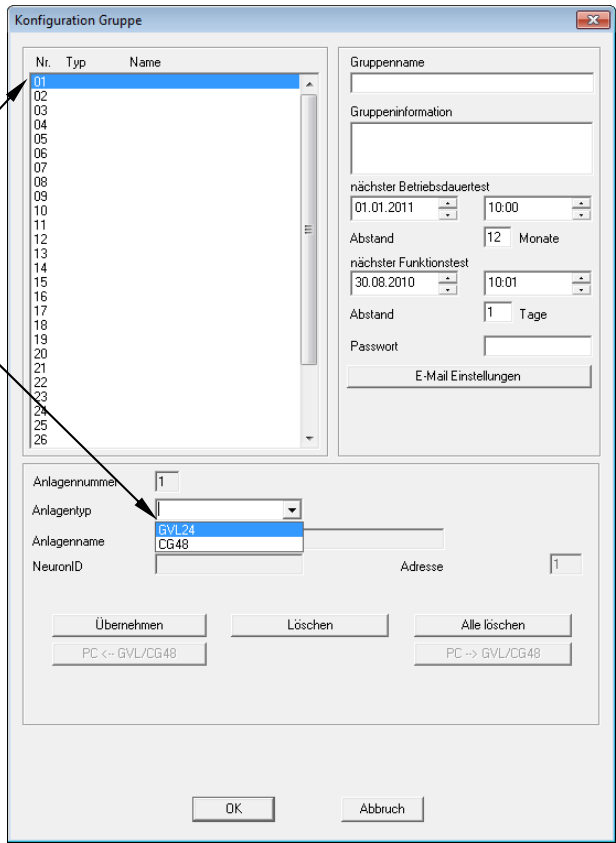 Konfiguration Gruppe
Nr. Typ Name
01
02
03
04
05
06
07
08
09
10
11
12
13
14
15
16
17
18
19
20
21
22
23
24
25
26
Gruppenname
Gruppeninformation
nächster Betriebsdauertest
01.01.2011 10:00
Abstand 12 Monate
nächster Funktionstest
30.08.2010 10:01
Abstand 1 Tage
Passwort
E-Mail Einstellungen
Anlagennummer 1
Anlagentyp
GVL24
CG48
Anlagenname
NeuronID Adresse 1
Übernehmen Löschen Alle löschen
PC <-- GVL/CG48 PC --> GVL/CG48
OK Abbruch